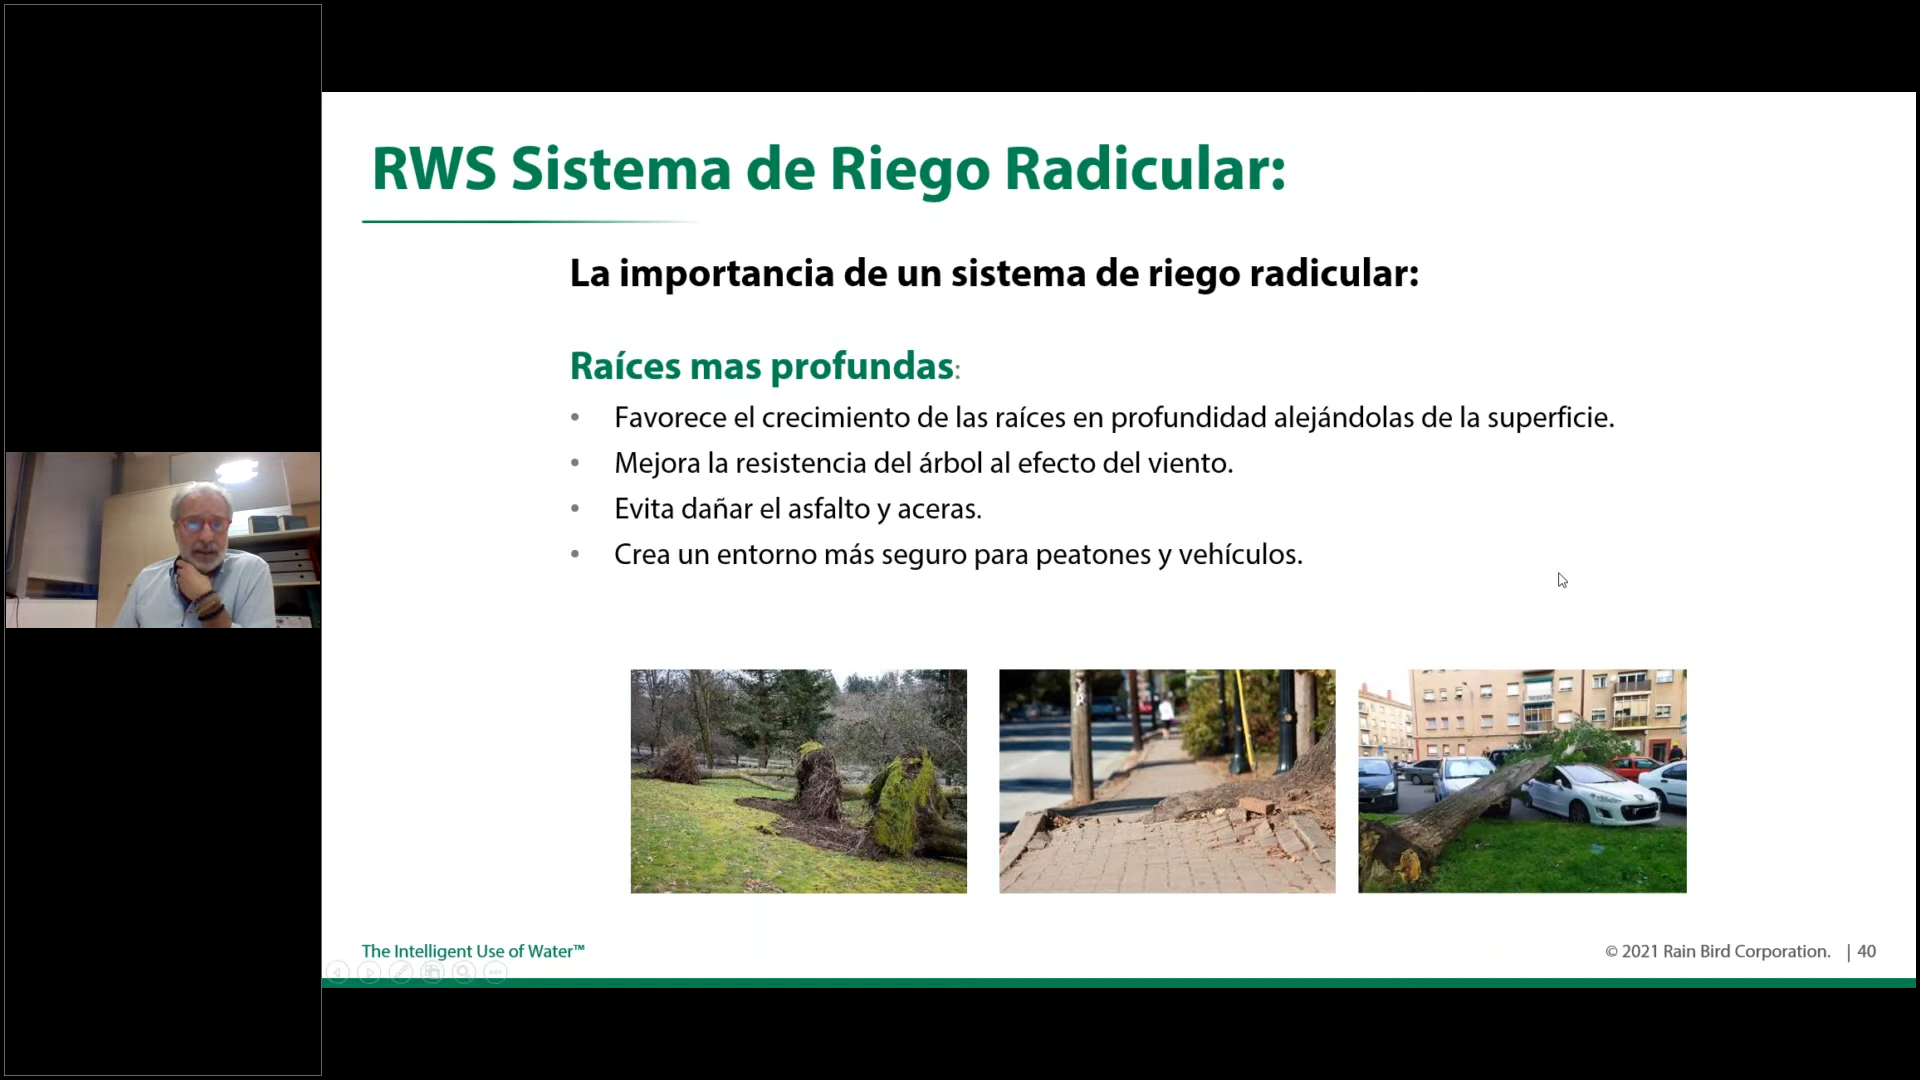 RWS Sistema de Riego Radicular:
La importancia de un sistema de riego radicular:
Raíces mas profundas:
• Favorece el crecimiento de las raíces en profundidad alejándolas de la superficie.
• Mejora la resistencia del árbol al efecto del viento.
• Evita dañar el asfalto y aceras.
• Crea un entorno más seguro para peatones y vehículos.
The Intelligent Use of Water™
© 2021 Rain Bird Corporation. | 40